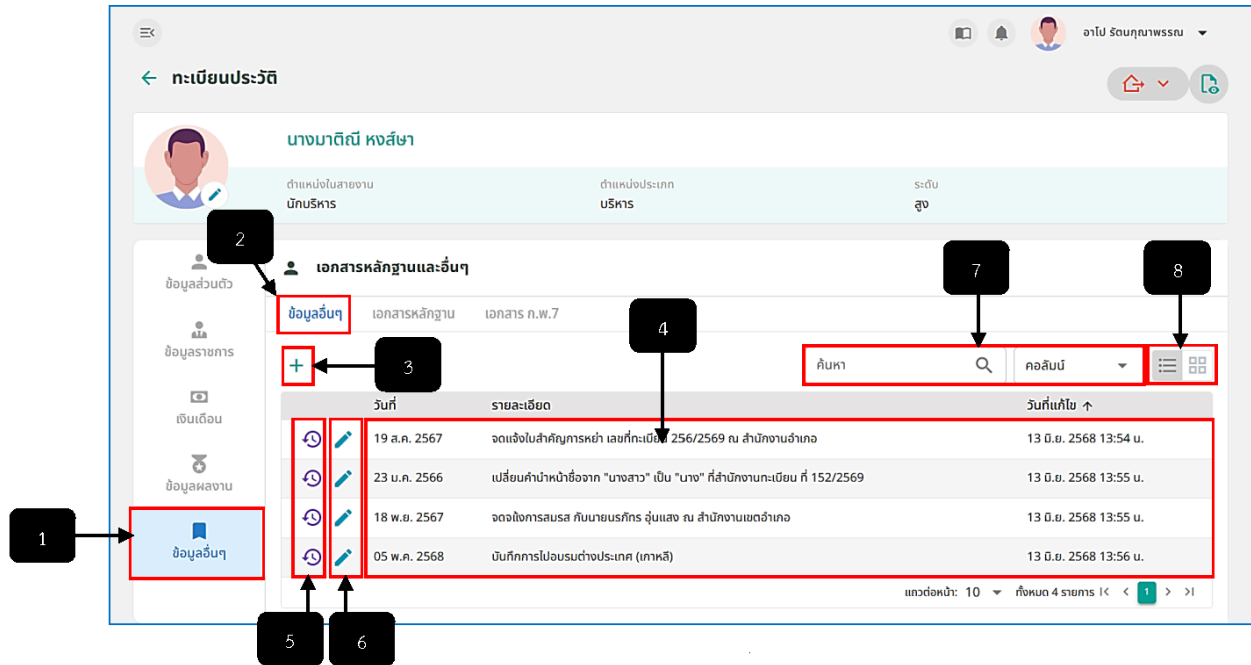 อาโป รัตนกุณาพรรณ
ทะเบียนประวัติ
นางมาติณี หงส์ษา
ตำแหน่งในสายงาน ตำแหน่งประเภท ระดับ
นักบริหาร บริหาร สูง
2
7
8
ข้อมูลส่วนตัว
เอกสารหลักฐานและอื่นๆ
ข้อมูลอื่นๆ เอกสารหลักฐาน เอกสาร ก.พ.7
4
ข้อมูลราชการ
3
ค้นหา คอลัมน์
วันที่ รายละเอียด วันที่แก้ไข
เงินเดือน
19 ส.ค. 2567 จดแจ้งใบสำคัญการหย่า เลขที่ทะเบียน 256/2569 ณ สำนักงานอำเภอ 13 มิ.ย. 2568 13:54 น.
ข้อมูลผลงาน
23 ม.ค. 2566 เปลี่ยนคำนำหน้าชื่อจาก "นางสาว" เป็น "นาง" ที่สำนักงานทะเบียน ที่ 152/2569 13 มิ.ย. 2568 13:55 น.
18 พ.ย. 2567 จดแจ้งการสมรส กับนายนรภัทร อุ่นแสง ณ สำนักงานเขตอำเภอ 13 มิ.ย. 2568 13:55 น.
1
ข้อมูลอื่นๆ
05 พ.ค. 2568 บันทึกการไปอบรมต่างประเทศ (เกาหลี) 13 มิ.ย. 2568 13:56 น.
แถวต่อหน้า: 10 ทั้งหมด 4 รายการ 1
5
6